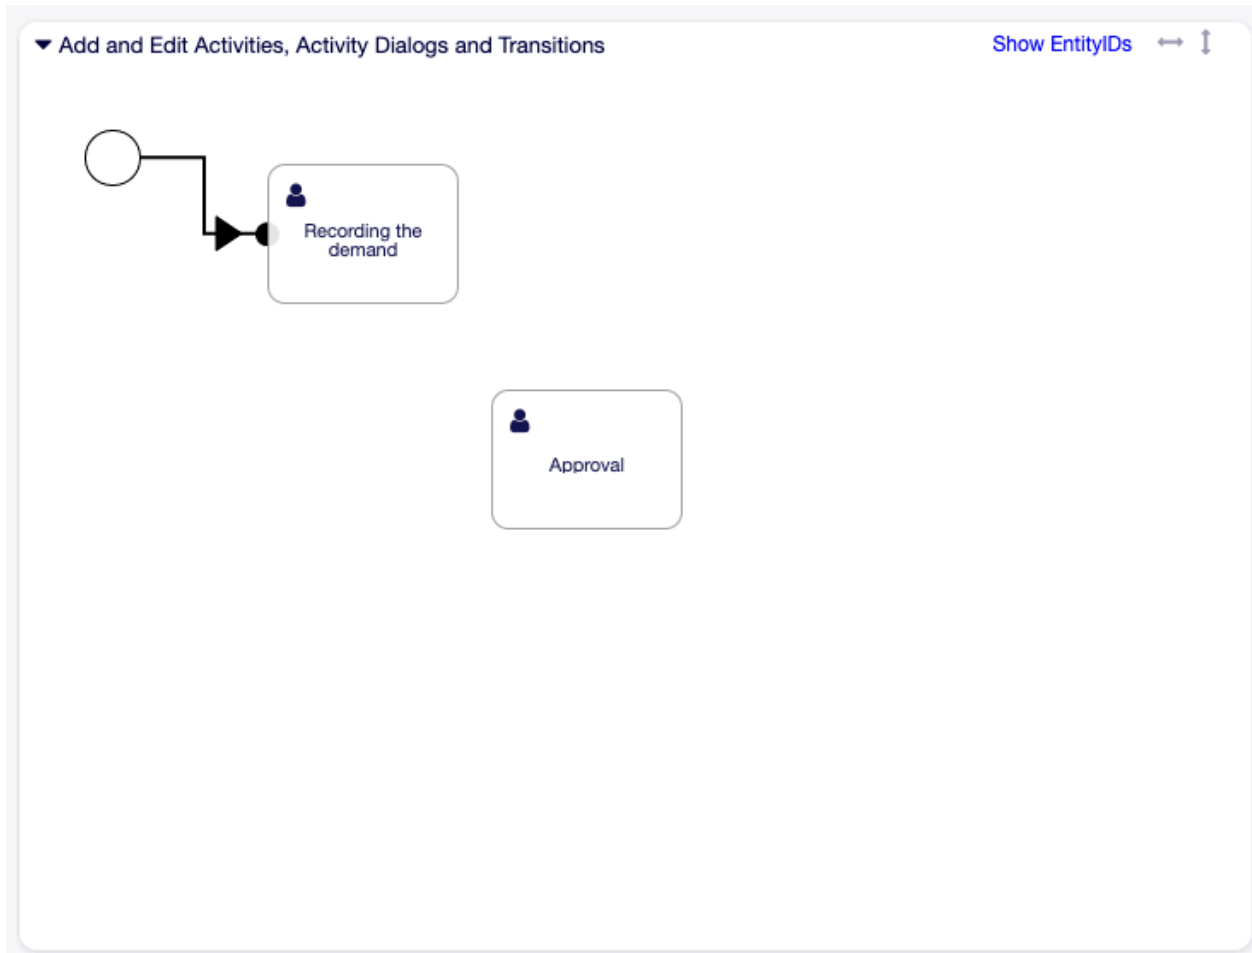 Add and Edit Activities, Activity Dialogs and Transitions
Show EntityIDs
Recording the
demand
Approval